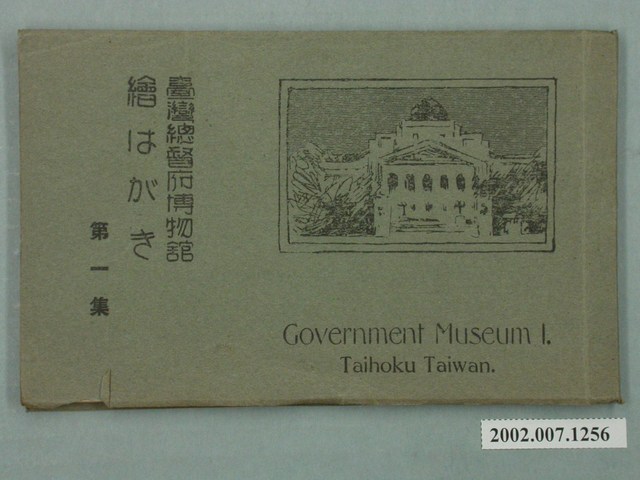 臺灣總督府博物館
繪はがき
第一集
Government Museum I.
Taihoku Taiwan.
2002.007.1256